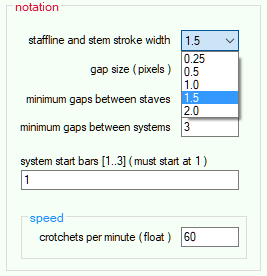 notation
staffline and stem stroke width 1.5
0.25
gap size ( pixels ) 0.5
1.0
minimum gaps between staves 1.5
2.0
minimum gaps between systems 3
system start bars [1..3] ( must start at 1 )
1
speed
crotchets per minute ( float ) 60